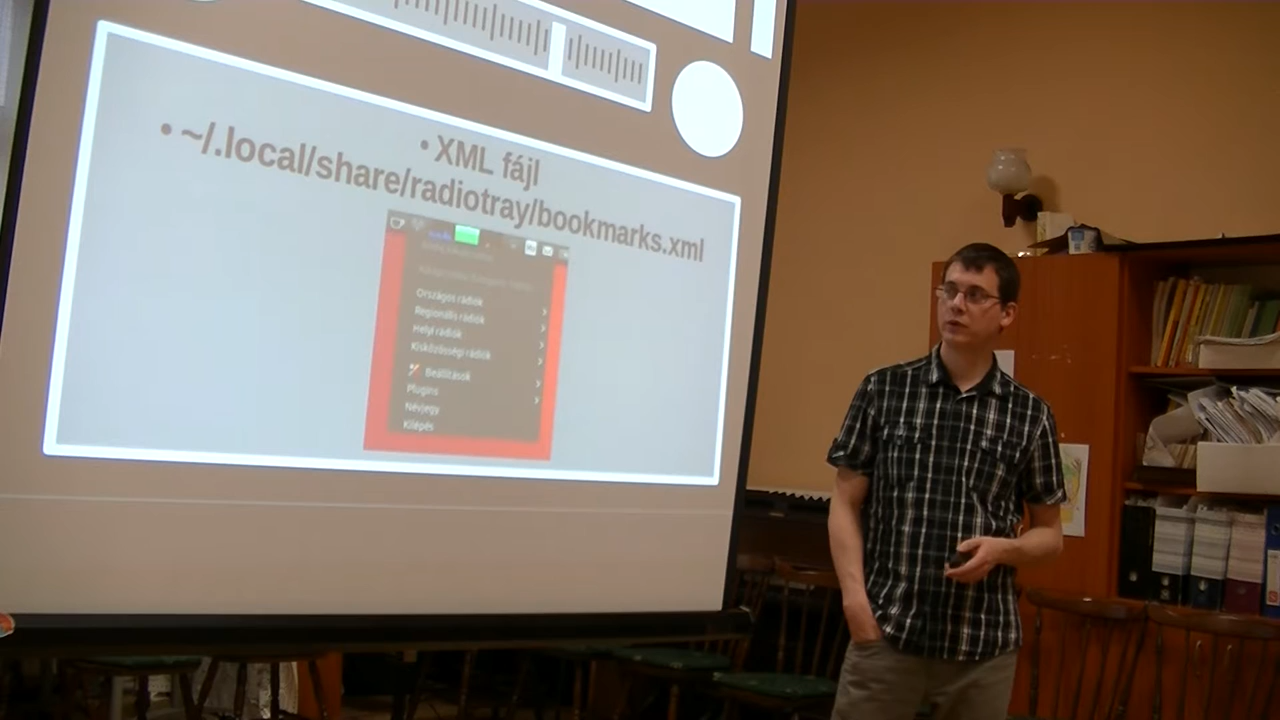 • XML fájl
• ~/.local/share/radiotray/bookmarks.xml
Országos rádiók
Regionális rádiók
Helyi rádiók
Kisközösségi rádiók
Beállítások
Plugins
Névjegy
Kilépés